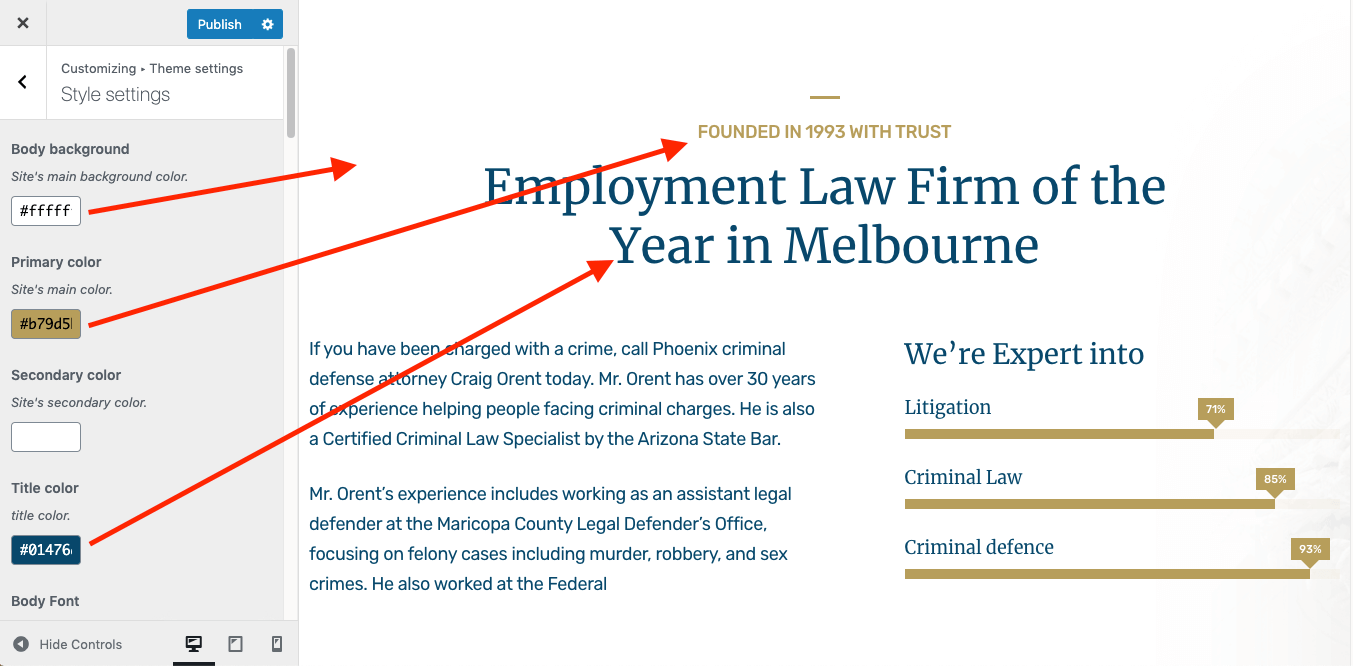 Publish
Customizing ▸ Theme settings
Style settings
Body background
Site's main background color.
#fffff
Primary color
Site's main color.
#b79d5
Secondary color
Site's secondary color.
Title color
title color.
#01476
Body Font
Hide Controls
FOUNDED IN 1993 WITH TRUST
Employment Law Firm of the
Year in Melbourne
If you have been charged with a crime, call Phoenix criminal
defense attorney Craig Orent today. Mr. Orent has over 30 years
of experience helping people facing criminal charges. He is also
a Certified Criminal Law Specialist by the Arizona State Bar.
Mr. Orent’s experience includes working as an assistant legal
defender at the Maricopa County Legal Defender’s Office,
focusing on felony cases including murder, robbery, and sex
crimes. He also worked at the Federal
We’re Expert into
Litigation
71%
Criminal Law
85%
Criminal defence
93%